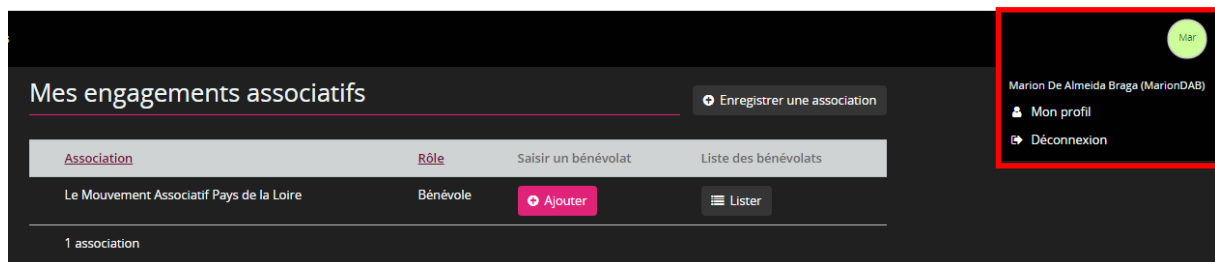 s
Mar
Marion De Almeida Braga (MarionDAB)
Mon profil
Déconnexion
Mes engagements associatifs
Enregistrer une association
Association Rôle Saisir un bénévolat Liste des bénévolats
Le Mouvement Associatif Pays de la Loire Bénévole Ajouter Lister
1 association